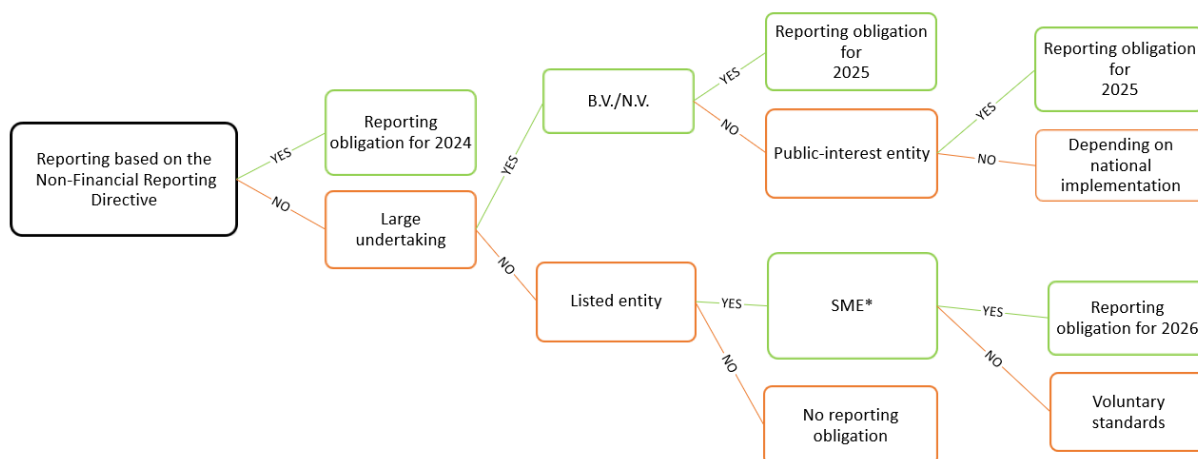 Reporting based on the
Non-Financial Reporting
Directive
YES
NO
Reporting
obligation for 2024
Large
undertaking
YES
NO
B.V./N.V.
YES
NO
Reporting obligation
for
2025
Public-interest entity
YES
NO
Reporting obligation
for
2025
Depending on
national
implementation
Listed entity
YES
NO
SME*
YES
NO
Reporting
obligation for 2026
Voluntary
standards
No reporting
obligation